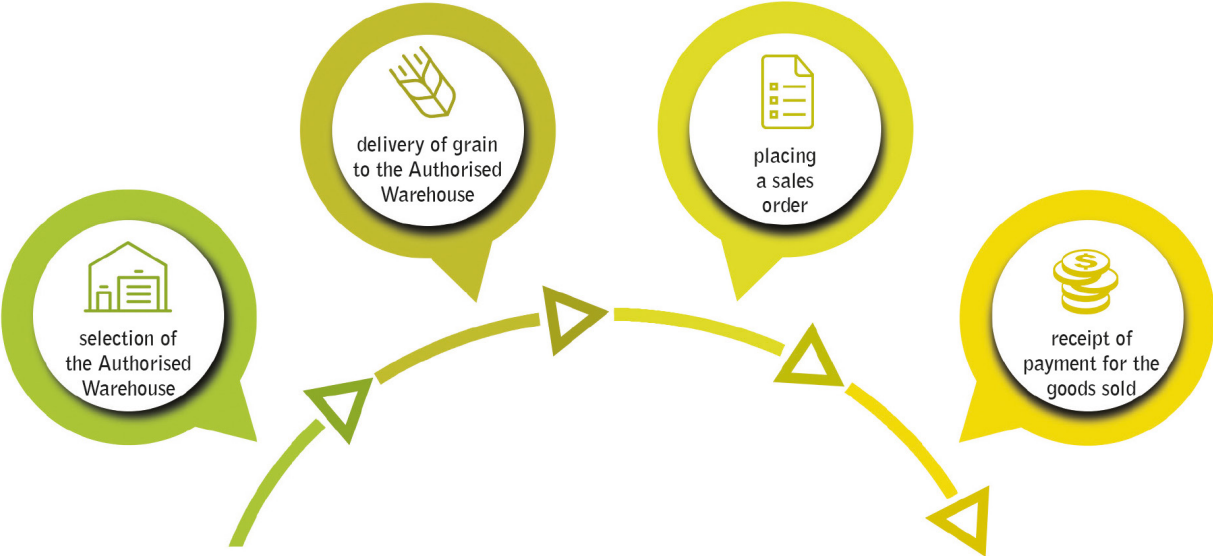 selection of
the Authorised
Warehouse
delivery of grain
to the Authorised
Warehouse
placing
a sales
order
$
receipt of
payment for the
goods sold